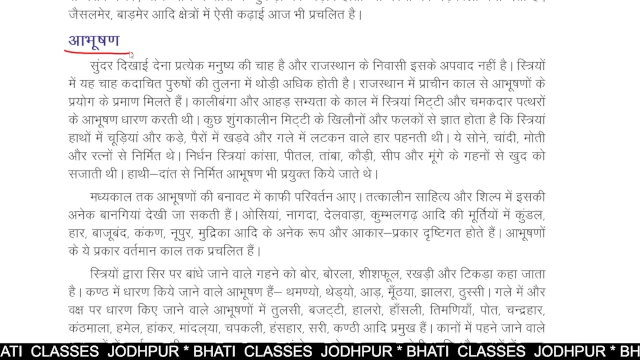 जैसलमेर, बाड़मेर आदि क्षेत्रों में ऐसी कढ़ाई आज भी प्रचलित है।
आभूषण
सुंदर दिखाई देना प्रत्येक मनुष्य की चाह है और राजस्थान के निवासी इसके अपवाद नहीं है। स्त्रियों
में यह चाह कदाचित पुरुषों की तुलना में थोड़ी अधिक होती है। राजस्थान में प्राचीन काल से आभूषणों के
प्रयोग के प्रमाण मिलते हैं। कालीबंगा और आहड़ सभ्यता के काल में स्त्रियां मिट्टी और चमकदार पत्थरों
के आभूषण धारण करती थी। कुछ शुंगकालीन मिट्टी के खिलौनों और फलकों से ज्ञात होता है कि स्त्रियां
हाथों में चूड़ियां और कड़े, पैरों में खड़वे और गले में लटकन वाले हार पहनती थी। ये सोने, चांदी, मोती
और रत्नों से निर्मित थे। निर्धन स्त्रियां कांसा, पीतल, तांबा, कौड़ी, सीप और मूंगे के गहनों से खुद को
सजाती थी। हाथी–दांत से निर्मित आभूषण भी प्रयुक्त किये जाते थे।
मध्यकाल तक आभूषणों की बनावट में काफी परिवर्तन आए। तत्कालीन साहित्य और शिल्प में इसकी
अनेक बानगियां देखी जा सकती हैं। ओसियां, नागदा, देलवाड़ा, कुम्भलगढ़ आदि की मूर्तियों में कुंडल,
हार, बाजूबंद, कंकण, नूपुर, मुद्रिका आदि के अनेक रूप और आकार–प्रकार दृष्टिगत होते हैं। आभूषणों
के ये प्रकार वर्तमान काल तक प्रचलित हैं।
स्त्रियों द्वारा सिर पर बांधे जाने वाले गहने को बोर, बोरला, शीशफूल, रखड़ी और टिकड़ा कहा जाता
है। कण्ठ में धारण किये जाने वाले आभूषण हैं– थमण्यो, थेड्यो, आड़, मूँठया, झालरा, ठुस्सी। गले में और
वक्ष पर धारण किए जाने वाले आभूषणों में तुलसी, बजट्टी, हालरो, हाँसली, तिमणियाँ, पोत, चन्द्रहार,
कंठमाला, हमेल, हांकर, मांदल्या, चपकली, हंसहार, सरी, कण्ठी आदि प्रमुख हैं। कानों में पहने जाने वाले
HATI CLASSES JODHPUR * BHATI CLASSES JODHPUR * BHATI CLASSES JODHPUR * BHATI